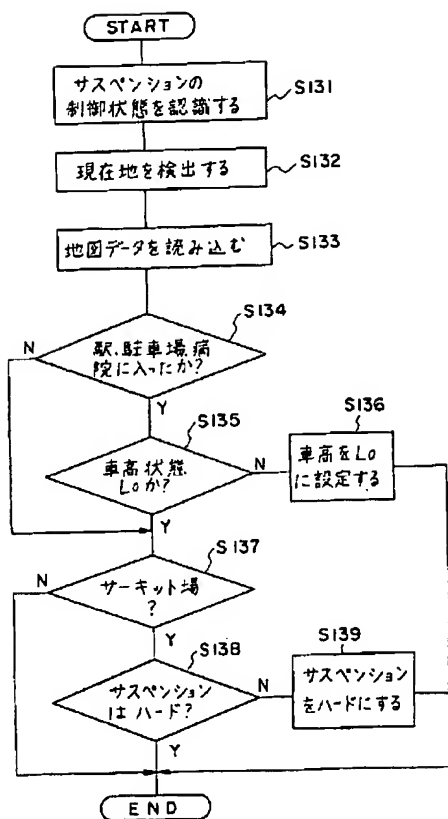 START
サスペンションの
制御状態を認識する
S131
現在地を検出する
S132
地図データを読み込む
S133
S134
N
駅、駐車場、病
院に入ったか?
Y
S135
S136
車高状態
Loか?
N
車高をLo
に設定する
Y
S137
N
サーキット場
?
Y
S138
S139
サスペンション
はハード?
N
サスペンション
をハードにする
Y
END